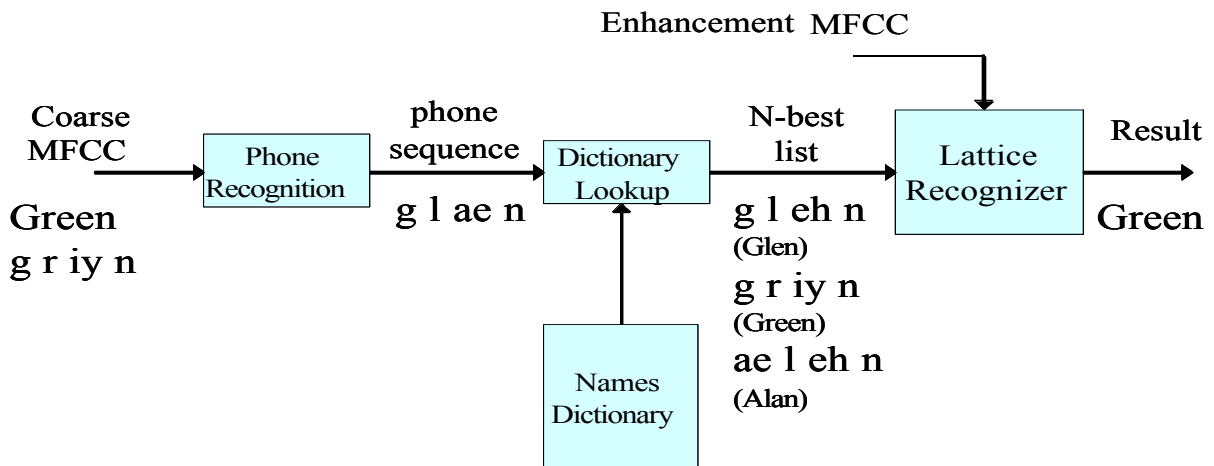 Enhancement MFCC
Coarse
MFCC
Green
g r iy n
Phone
Recognition
phone
sequence
g l ae n
Dictionary
Lookup
Names
Dictionary
N-best
list
g l eh n
(Glen)
g r iy n
(Green)
ae l eh n
(Alan)
Lattice
Recognizer
Result
Green